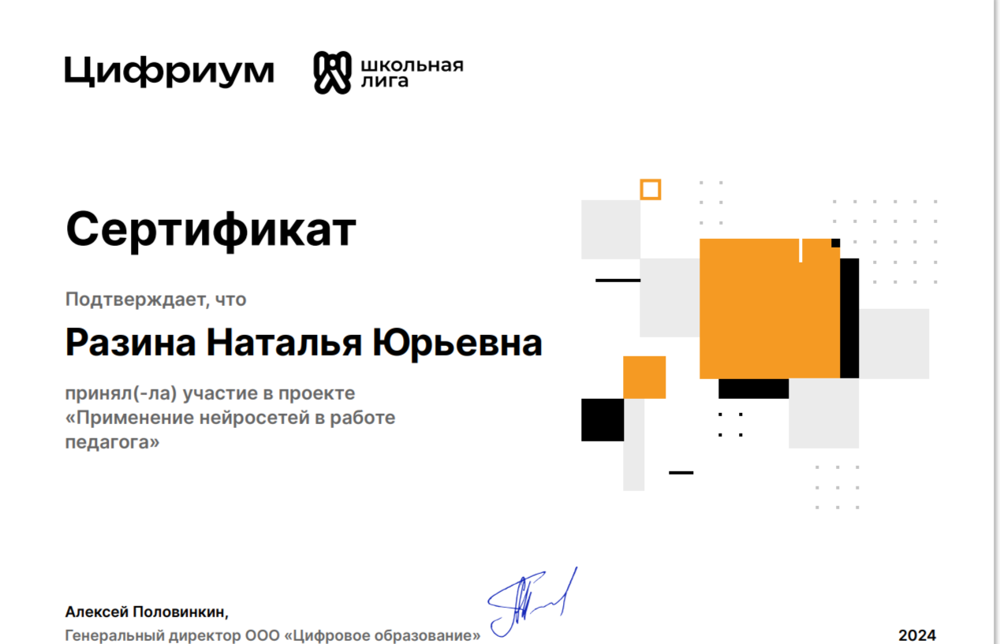 Цифриум
школьная
лига
Сертификат
Подтверждает, что
Разина Наталья Юрьевна
принял(-ла) участие в проекте
«Применение нейросетей в работе
педагога»
Алексей Половинкин,
Генеральный директор ООО «Цифровое образование»
2024